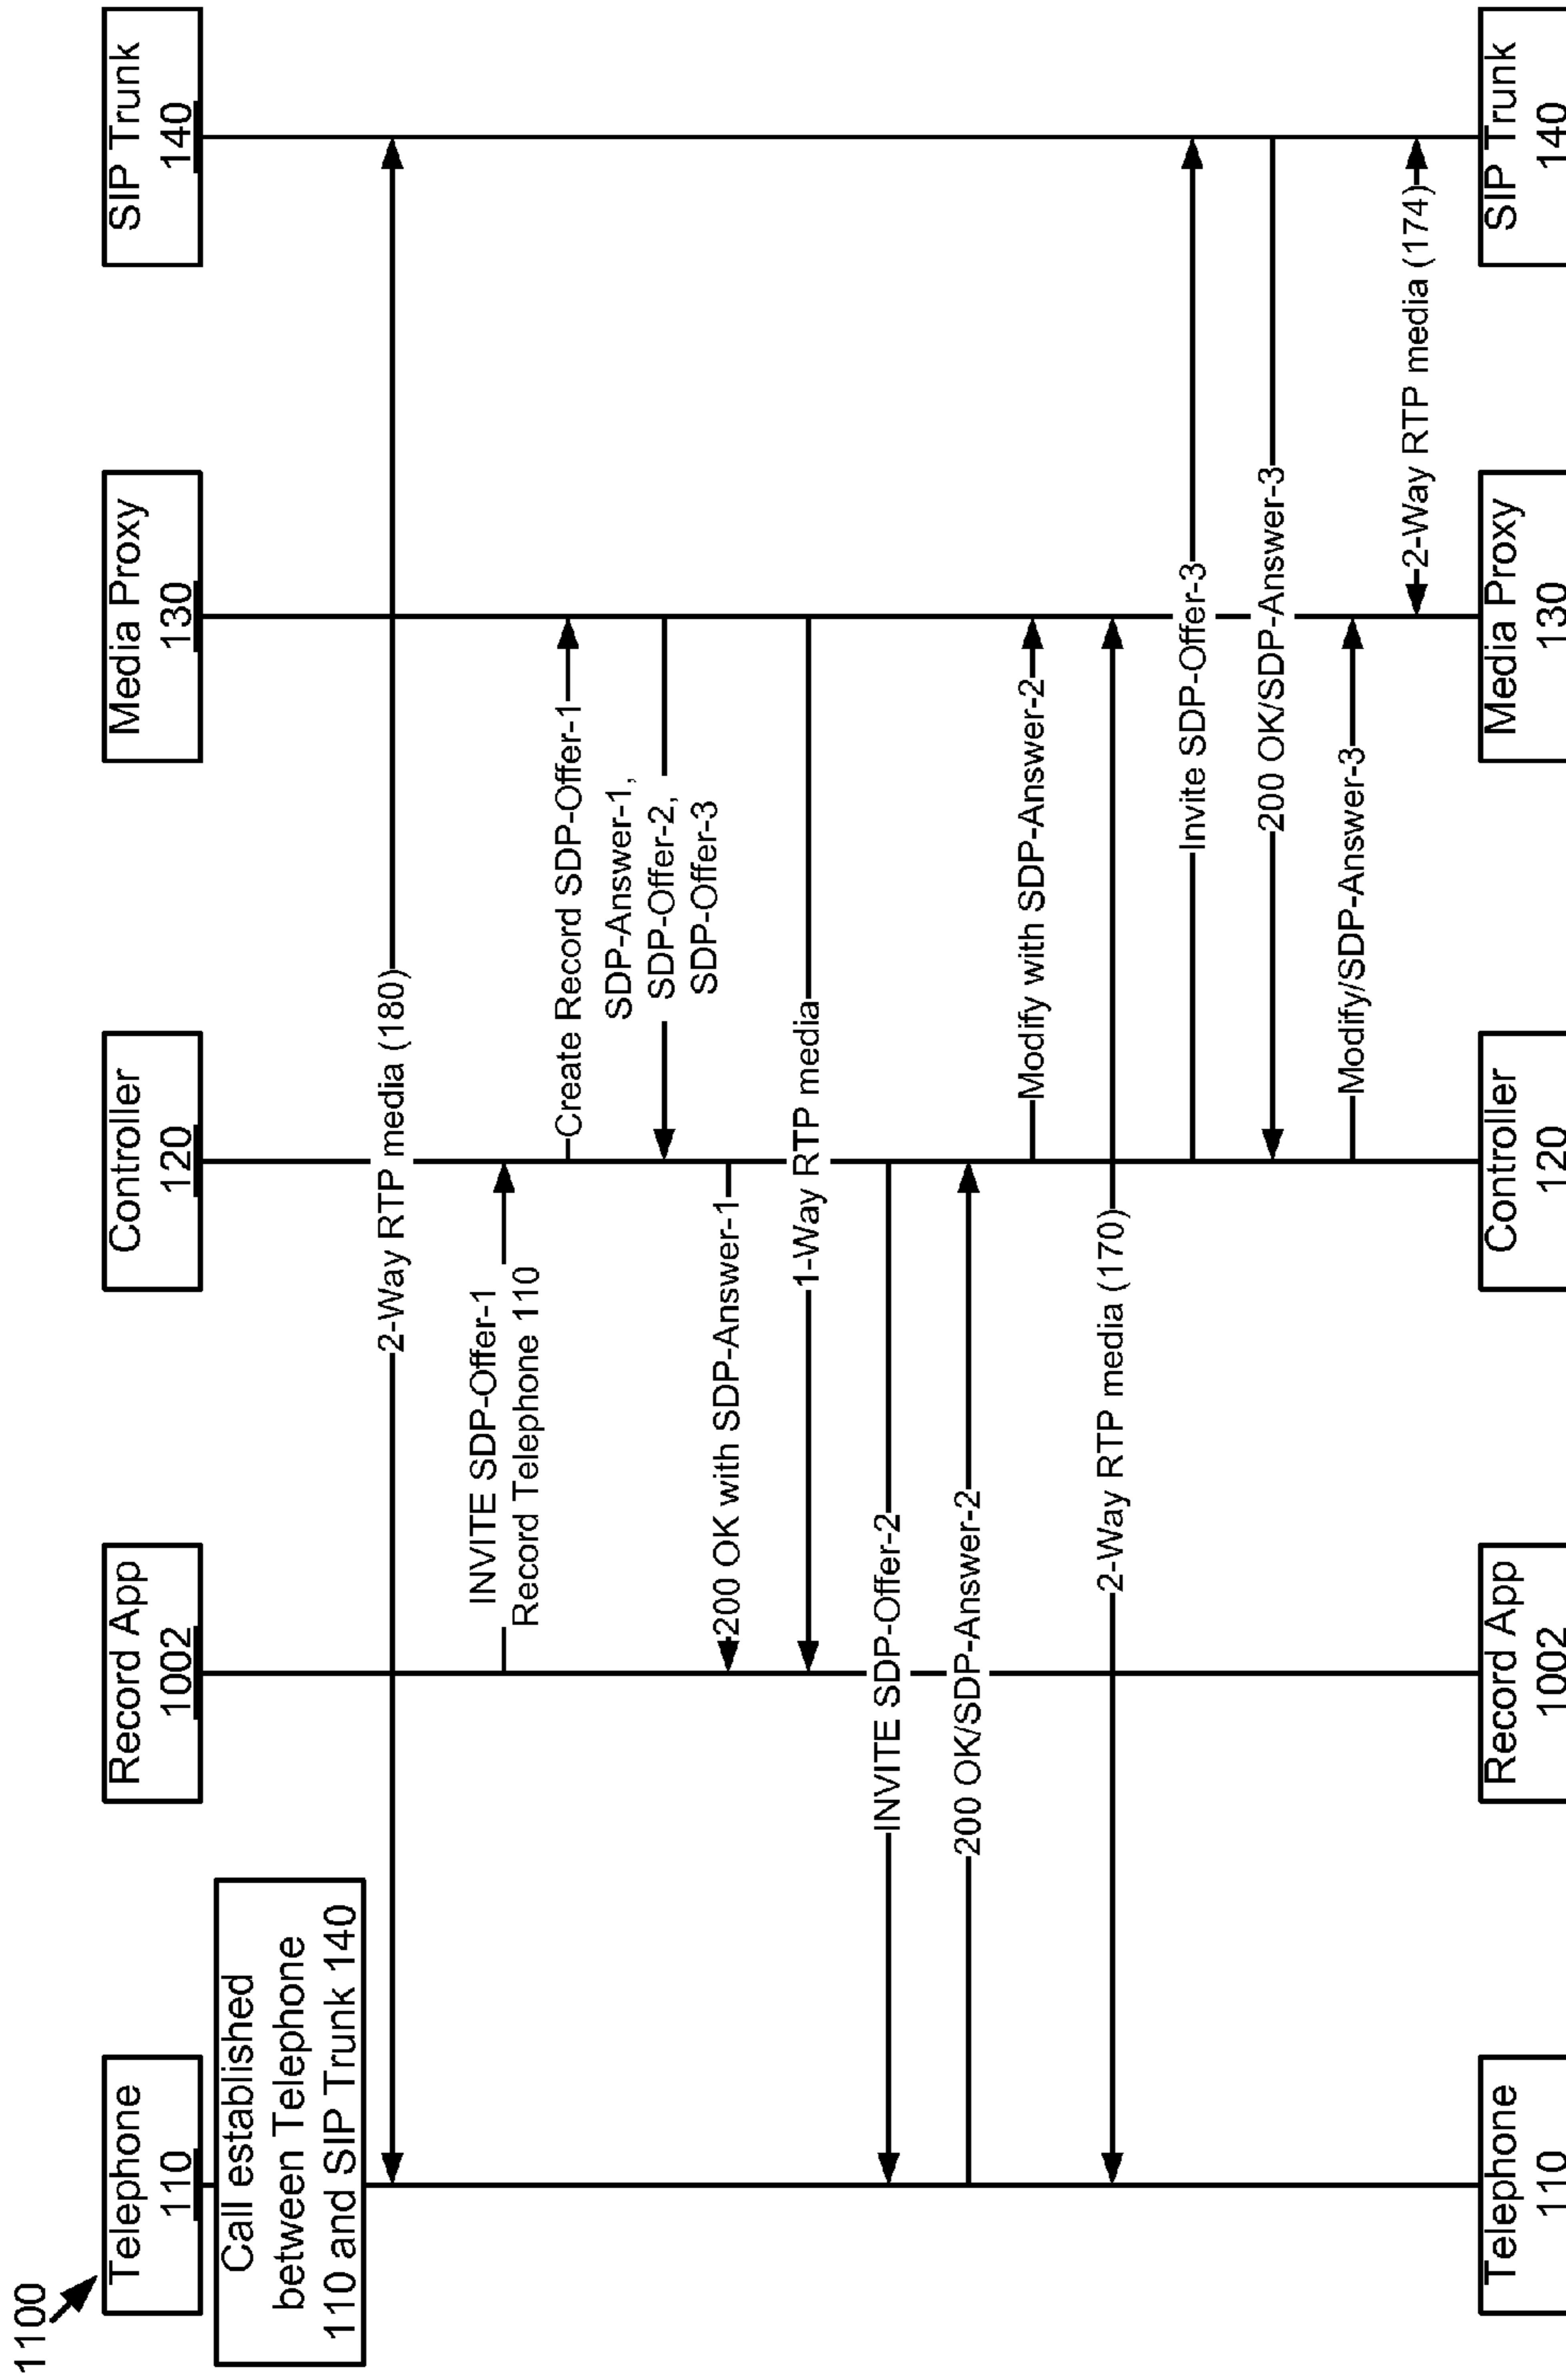 1100
Telephone
110
Record App
1002
Controller
120
Media Proxy
130
SIP Trunk
140
Call established
between Telephone
110 and SIP Trunk 140
2-Way RTP media (180)
INVITE SDP-Offer-1
Record Telephone 110
Create Record SDP-Offer-1
SDP-Answer-1,
SDP-Offer-2,
SDP-Offer-3
200 OK with SDP-Answer-1
1-Way RTP media
INVITE SDP-Offer-2
200 OK/SDP-Answer-2
Modify with SDP-Answer-2
2-Way RTP media (170)
Invite SDP-Offer-3
200 OK/SDP-Answer-3
Modify/SDP-Answer-3
2-Way RTP media (174)
Telephone
110
Record App
1002
Controller
120
Media Proxy
130
SIP Trunk
140